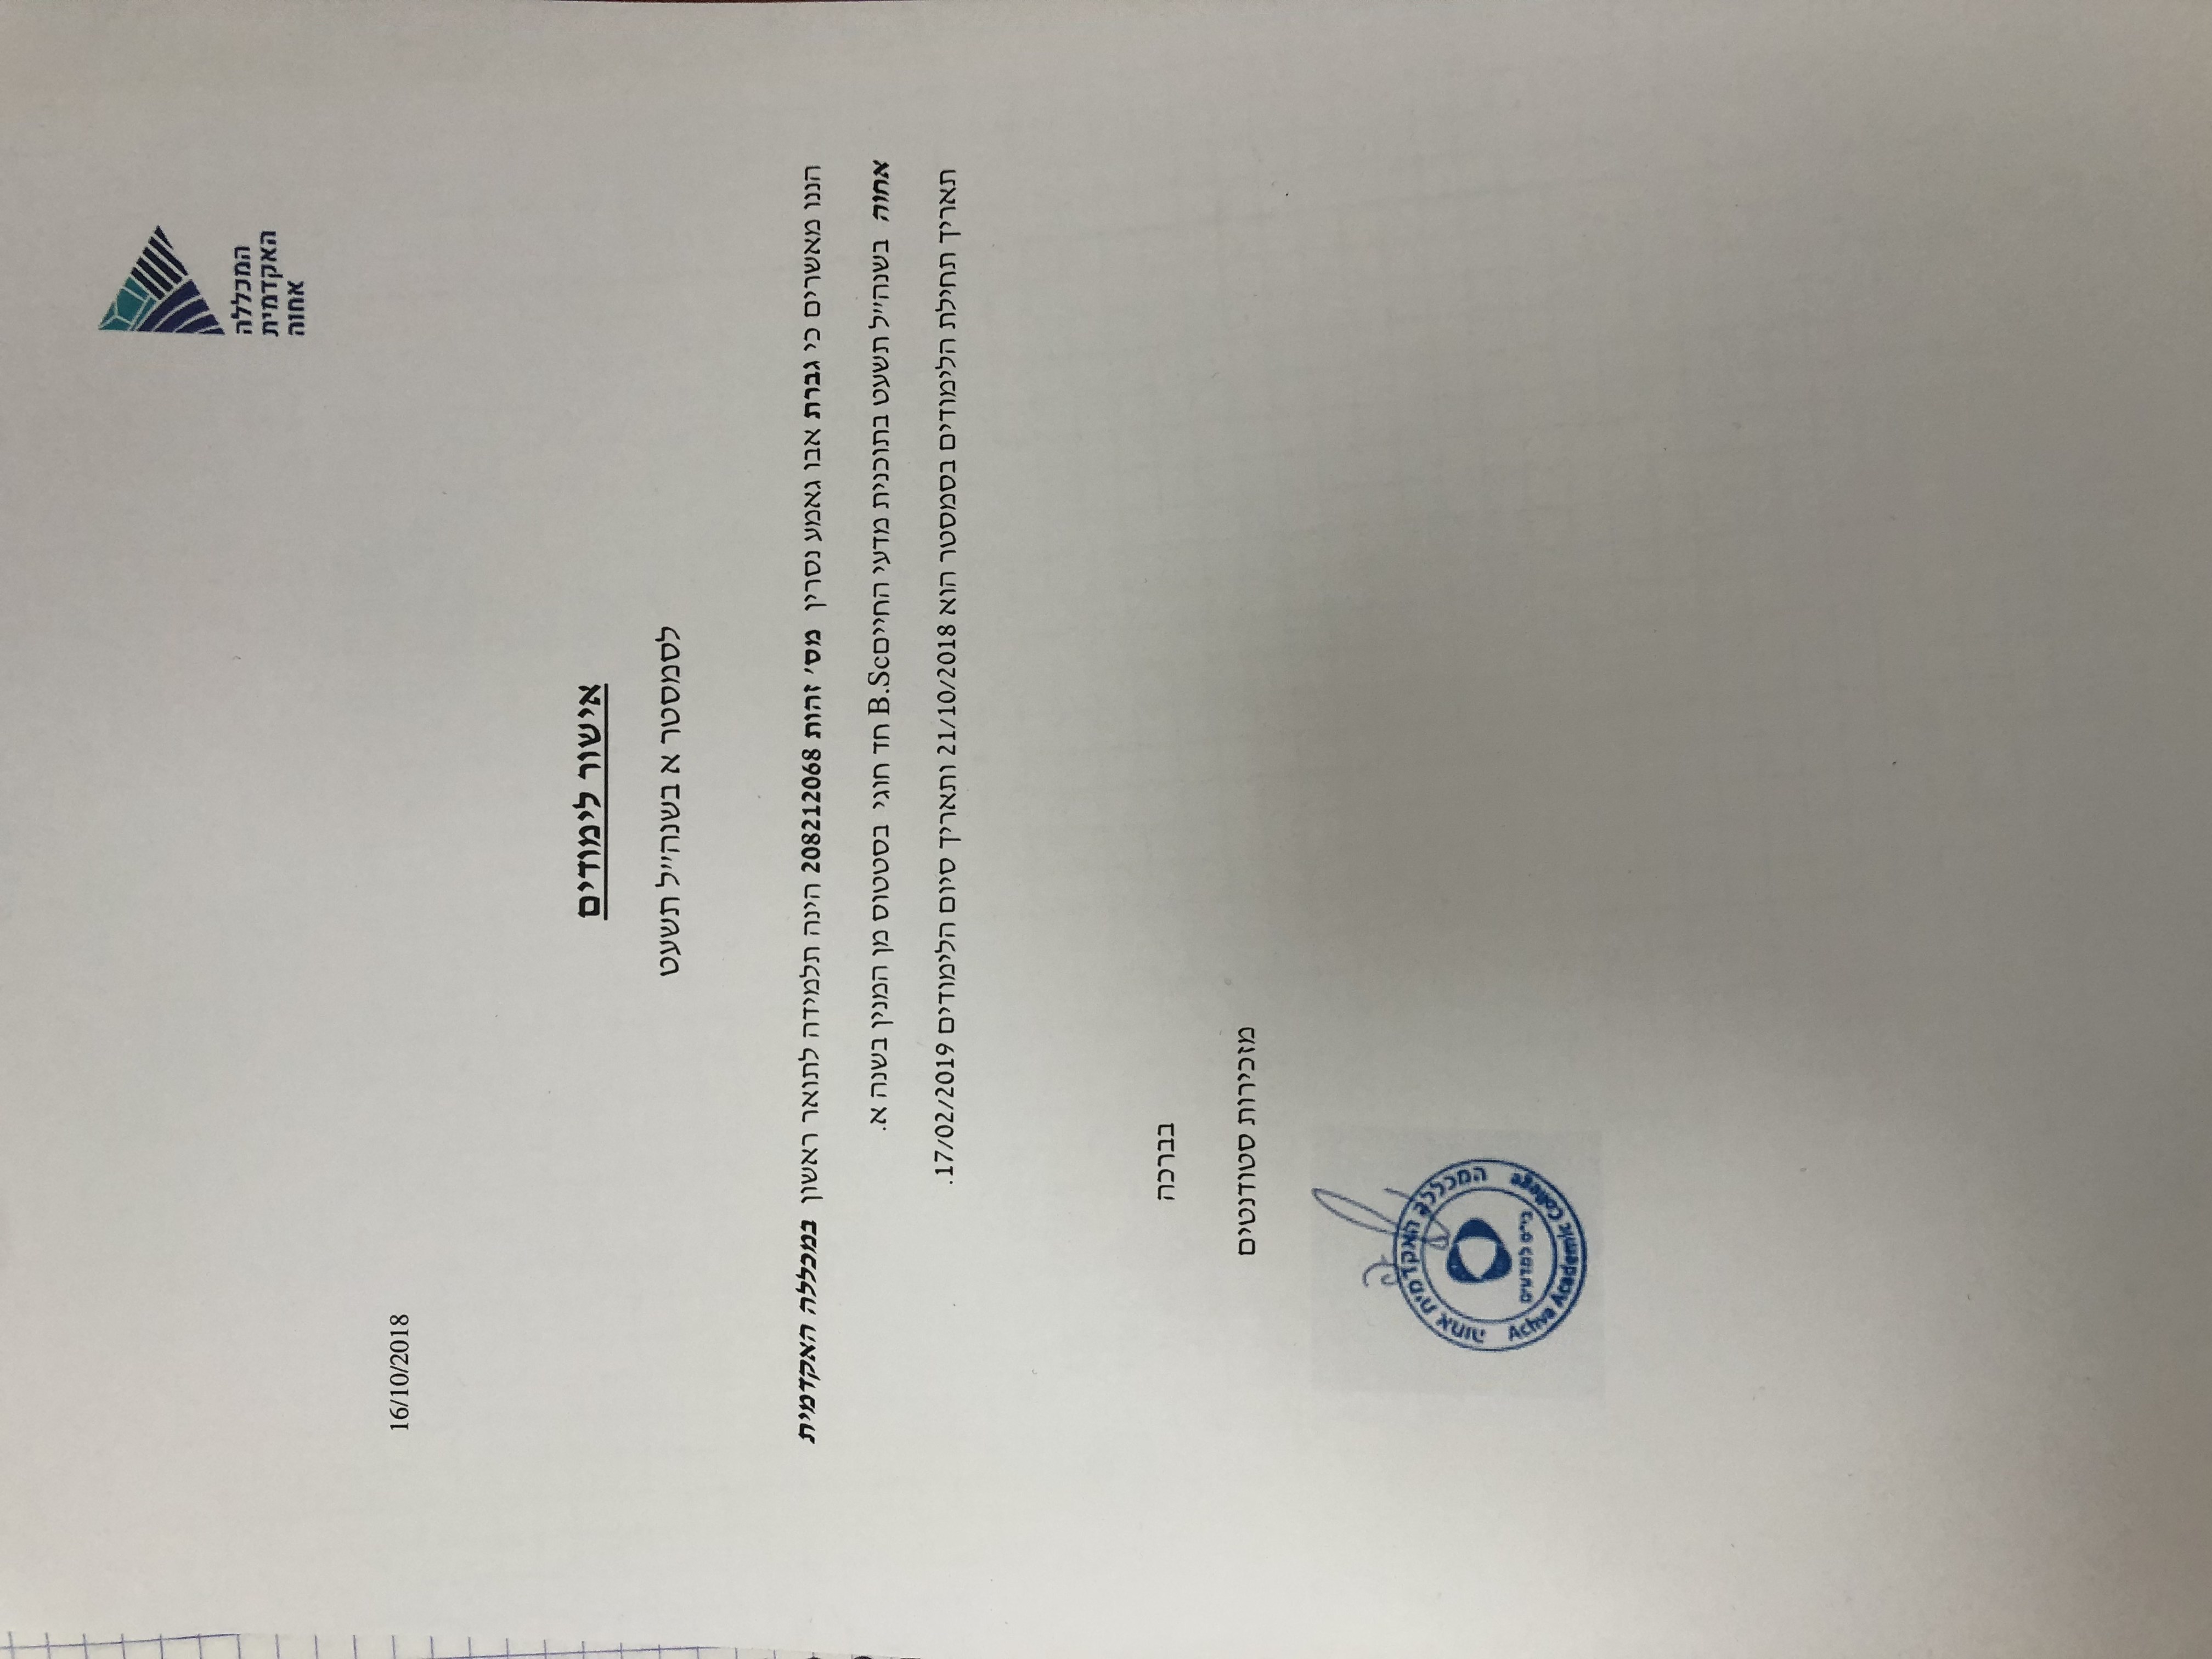 המכללה
האקדמית
אחוה
16/10/2018
אישור לימודים
לסמסטר א בשנהי׳ל תשעט
הננו מאשרים כי גברת אבו גאמע נסרין מס׳ זהות 208212068 הינה תלמידה לתואר ראשון במכללה האקדמית
אחוה בשנהי׳ל תשעט בתוכנית מדעי החייםB.Sc חד חוגי בסטטוס מן המנין בשנה א.
תאריך תחילת הלימודים בסמסטר הוא 21/10/2018 ותאריך סיום הלימודים 17/02/2019.
בברכה
מזכירות סטודנטים
המכללה האקדמית אחוה
בי״ס למדעים
Achva Academic College